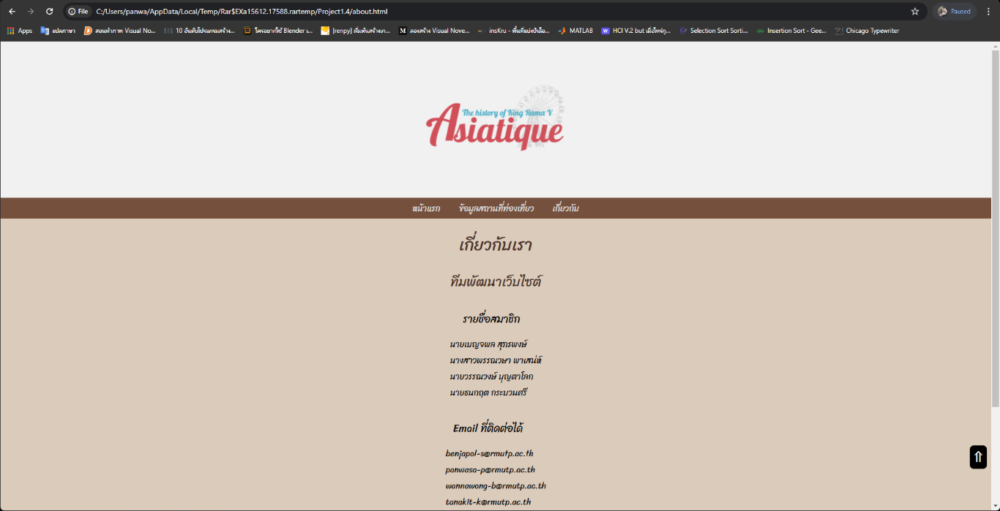 File C:/Users/panwa/AppData/Local/Temp/Rar$EXa15612.17588.rartemp/Project1.4/about.html Paused
Apps แปลภาษา สอนทำภาพ Visual No... 10 อันดับโปรแกรมสร้าง... ใครอยากใช้ Blender เ... [renpy] เริ่มต้นสร้างเก... ลองสร้าง Visual Nove... insKru - พื้นที่แบ่งปันไอ... MATLAB HCI V.2 but เมื่อไหร่กู... Selection Sort Sorti... Insertion Sort - Gee... Chicago Typewriter
The history of King Rama V
Asiatique
หน้าแรก ข้อมูลสถานที่ท่องเที่ยว เกี่ยวกับ
เกี่ยวกับเรา
ทีมพัฒนาเว็บไซต์
รายชื่อสมาชิก
นายเบญจพล สุภรพงษ์
นางสาวพรรณวษา พาเสน่ห์
นายวรรณวงษ์ บุญตาโลก
นายธนกฤต กระบวนศรี
Email ที่ติดต่อได้
benjapol-s@rmutp.ac.th
panwasa-p@rmutp.ac.th
wannawong-b@rmutp.ac.th
tanakit-k@rmutp.ac.th